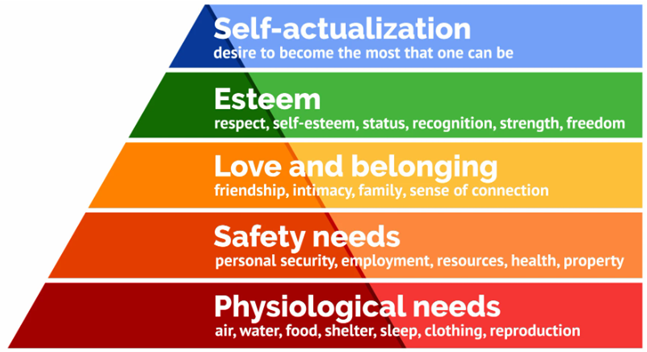 Self-actualization
desire to become the most that one can be
Esteem
respect, self-esteem, status, recognition, strength, freedom
Love and belonging
friendship, intimacy, family, sense of connection
Safety needs
personal security, employment, resources, health, property
Physiological needs
air, water, food, shelter, sleep, clothing, reproduction